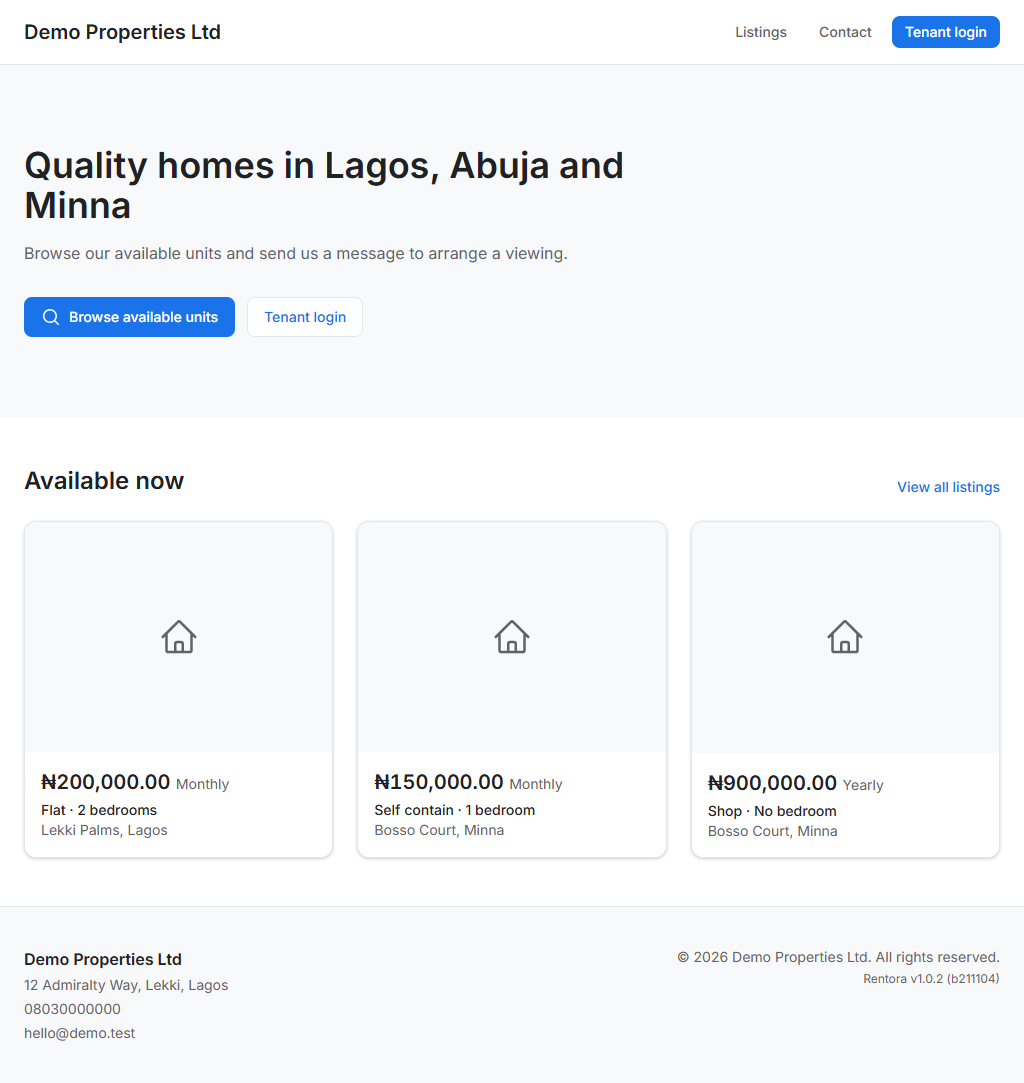 Demo Properties Ltd
Listings
Contact
Tenant login
Quality homes in Lagos, Abuja and
Minna
Browse our available units and send us a message to arrange a viewing.
Browse available units
Tenant login
Available now
View all listings
₦200,000.00 Monthly
Flat · 2 bedrooms
Lekki Palms, Lagos
₦150,000.00 Monthly
Self contain · 1 bedroom
Bosso Court, Minna
₦900,000.00 Yearly
Shop · No bedroom
Bosso Court, Minna
Demo Properties Ltd
12 Admiralty Way, Lekki, Lagos
08030000000
hello@demo.test
© 2026 Demo Properties Ltd. All rights reserved.
Rentora v1.0.2 (b211104)